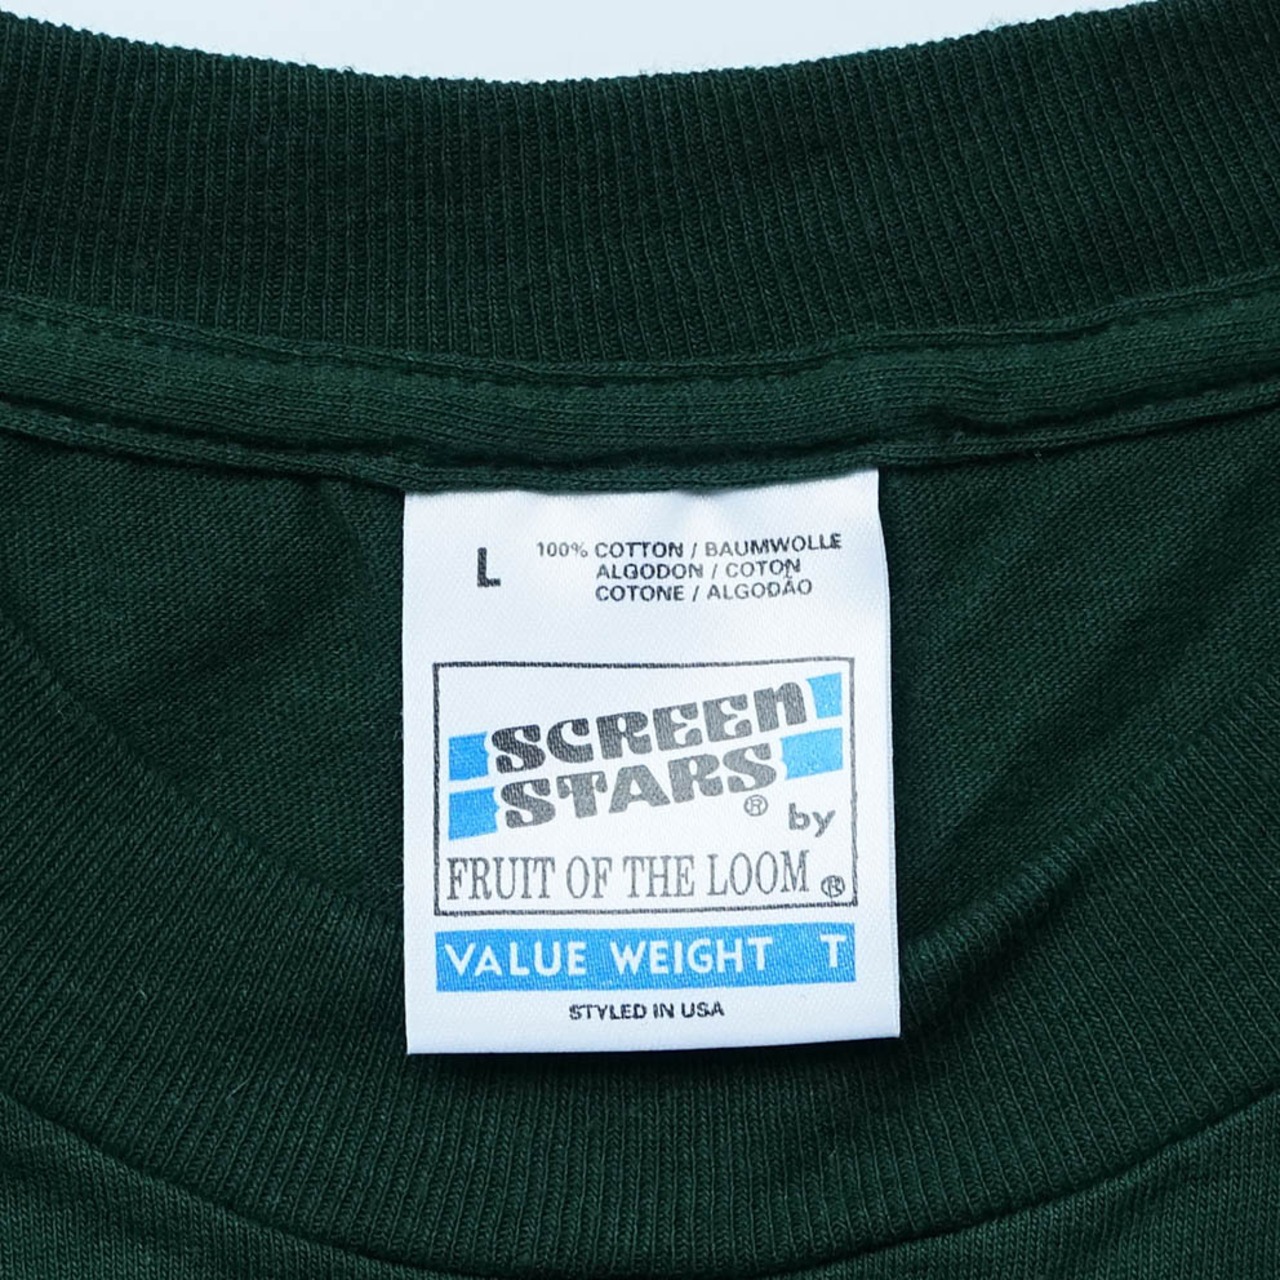 L
100% COTTON / BAUMWOLLE
ALGODON / COTON
COTONE / ALGODÃO
SCREEN
STARS ® by
FRUIT OF THE LOOM ®
VALUE WEIGHT T
STYLED IN USA